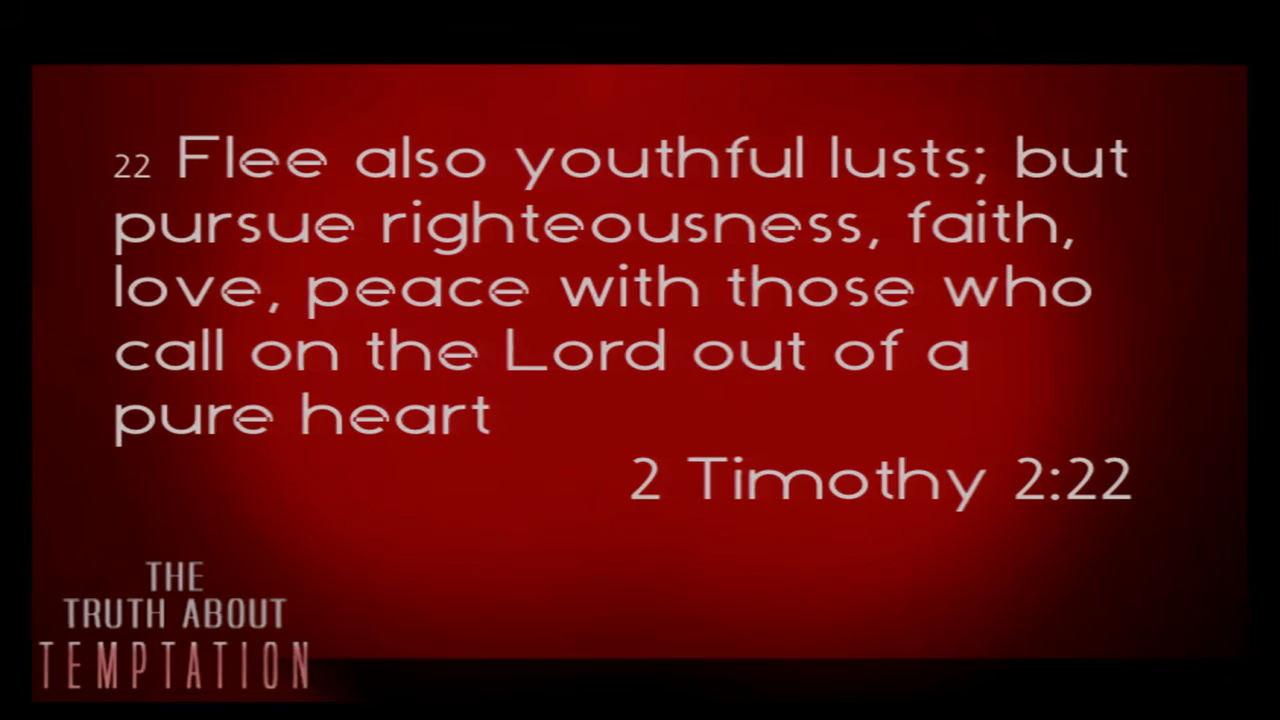 22 Flee also youthful lusts; but
pursue righteousness, faith,
love, peace with those who
call on the Lord out of a
pure heart
2 Timothy 2:22
THE
TRUTH ABOUT
TEMPTATION